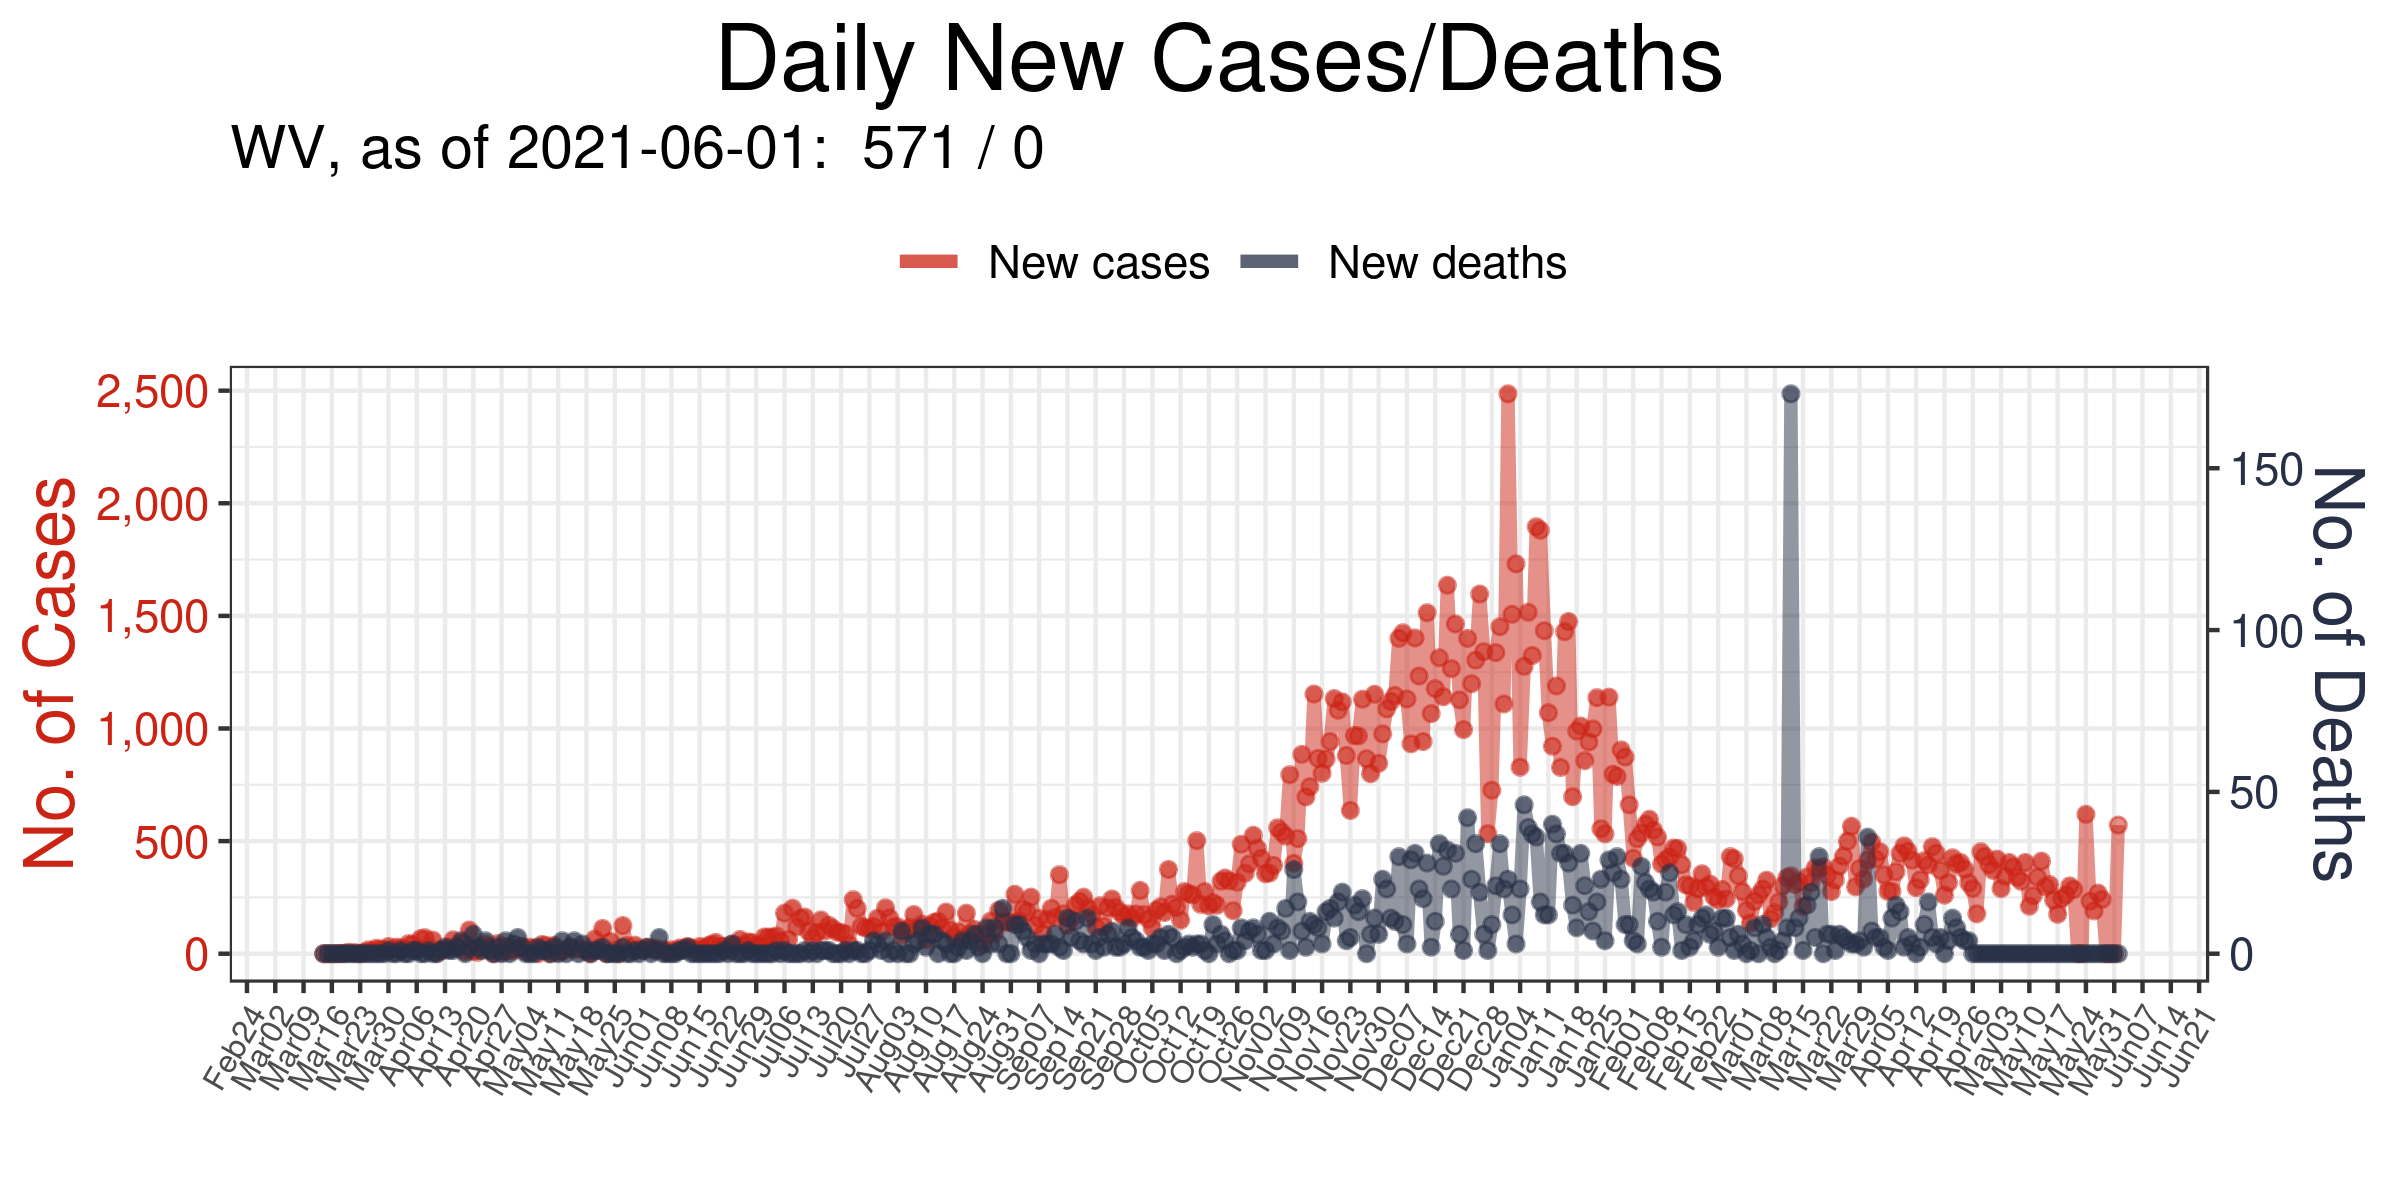 Daily New Cases/Deaths
WV, as of 2021-06-01:  571 / 0
New cases
New deaths
No. of Cases
2,500
2,000
1,500
1,000
500
0
150
100
50
0
No. of Deaths
Feb24
Mar02
Mar09
Mar16
Mar23
Mar30
Apr06
Apr13
Apr20
Apr27
May04
May11
May18
May25
Jun01
Jun08
Jun15
Jun22
Jun29
Jul06
Jul13
Jul20
Jul27
Aug03
Aug10
Aug17
Aug24
Aug31
Sep07
Sep14
Sep21
Sep28
Oct05
Oct12
Oct19
Oct26
Nov02
Nov09
Nov16
Nov23
Nov30
Dec07
Dec14
Dec21
Dec28
Jan04
Jan11
Jan18
Jan25
Feb01
Feb08
Feb15
Feb22
Mar01
Mar08
Mar15
Mar22
Mar29
Apr05
Apr12
Apr19
Apr26
May03
May10
May17
May24
May31
Jun07
Jun14
Jun21